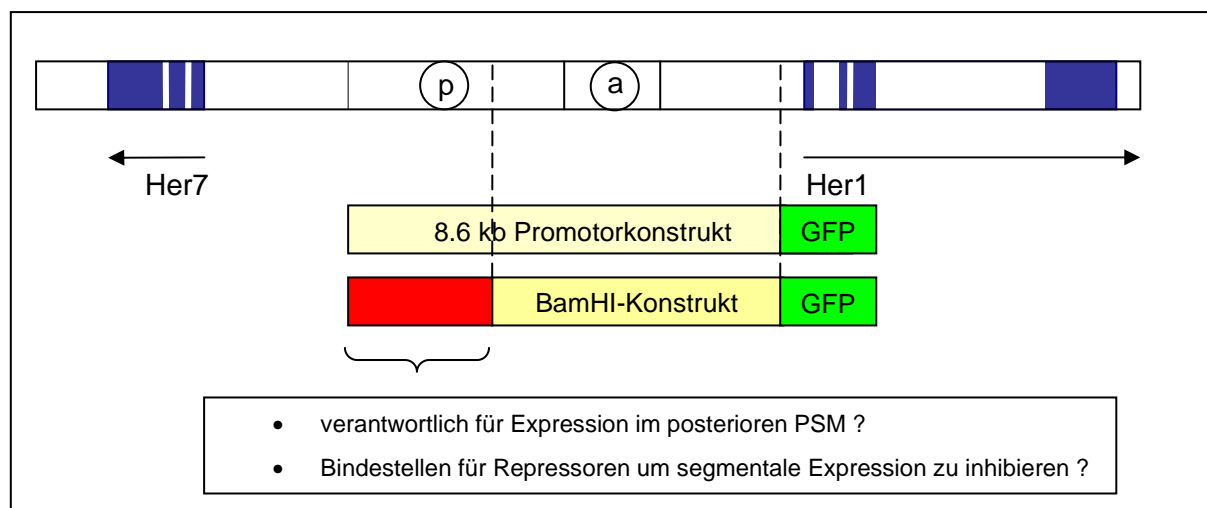 p a
Her7 Her1
8.6 kb Promotorkonstrukt GFP
BamHI-Konstrukt GFP
• verantwortlich für Expression im posterioren PSM ?
• Bindestellen für Repressoren um segmentale Expression zu inhibieren ?